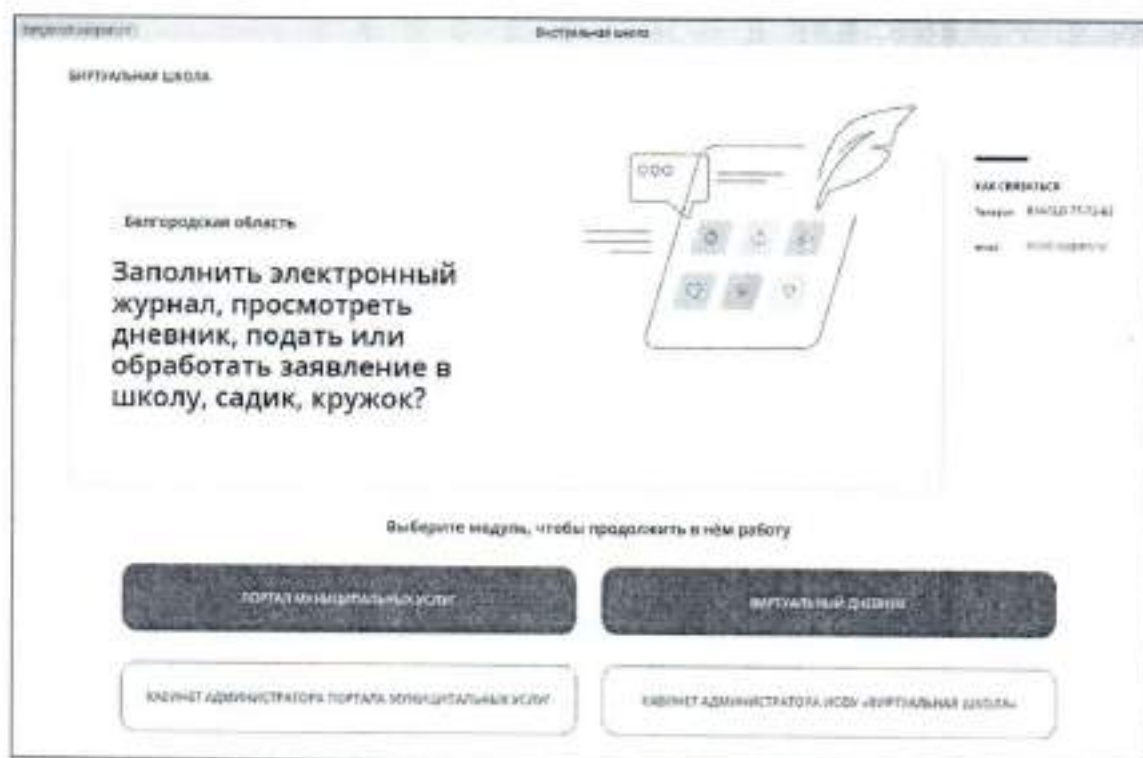 Виртуальная школа
ВИРТУАЛЬНАЯ ШКОЛА
КАК СВЯЗАТЬСЯ
Телефон
email
Белгородская область
Заполнить электронный
журнал, просмотреть
дневник, подать или
обработать заявление в
школу, садик, кружок?
Выберите модуль, чтобы продолжить в нём работу
ПОРТАЛ МУНИЦИПАЛЬНЫХ УСЛУГ
ВИРТУАЛЬНЫЙ ДНЕВНИК
КАБИНЕТ АДМИНИСТРАТОРА ПОРТАЛА МУНИЦИПАЛЬНЫХ УСЛУГ
КАБИНЕТ АДМИНИСТРАТОРА ИСОУ «ВИРТУАЛЬНАЯ ШКОЛА»